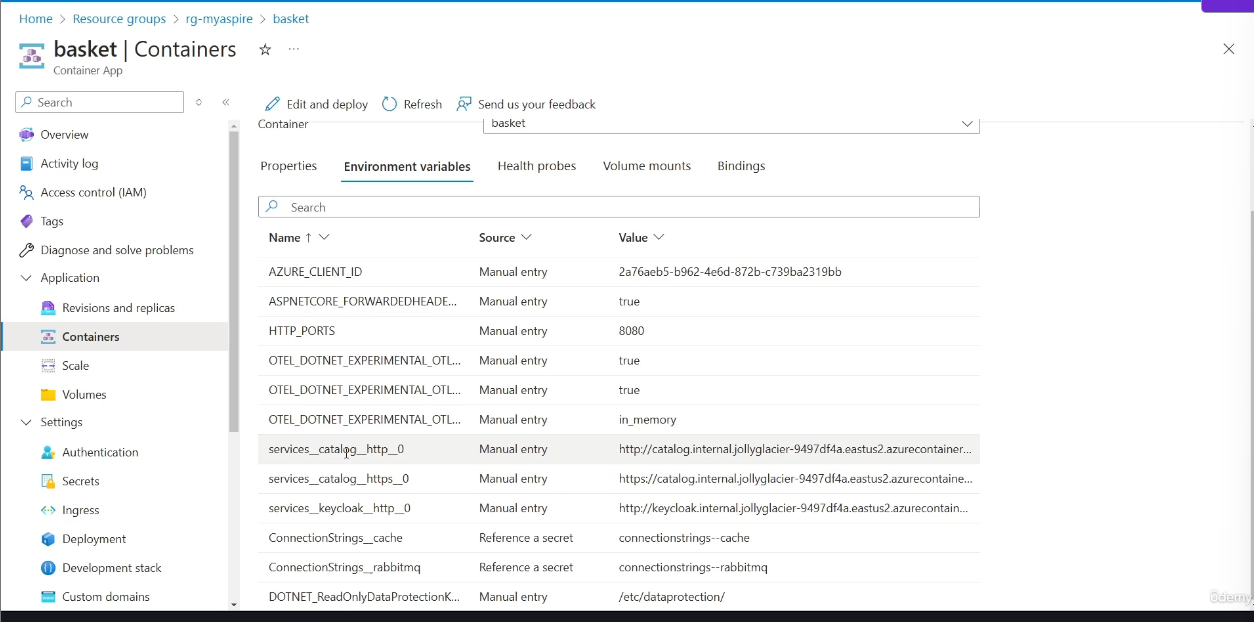 Home > Resource groups > rg-myaspire > basket
basket | Containers
Container App
Search
Overview
Activity log
Access control (IAM)
Tags
Diagnose and solve problems
Application
Revisions and replicas
Containers
Scale
Volumes
Settings
Authentication
Secrets
Ingress
Deployment
Development stack
Custom domains
Edit and deploy Refresh Send us your feedback
Container basket
Properties Environment variables Health probes Volume mounts Bindings
Search
Name ↑ Source Value
AZURE_CLIENT_ID Manual entry 2a76aeb5-b962-4e6d-872b-c739ba2319bb
ASPNETCORE_FORWARDEDHEADE... Manual entry true
HTTP_PORTS Manual entry 8080
OTEL_DOTNET_EXPERIMENTAL_OTL... Manual entry true
OTEL_DOTNET_EXPERIMENTAL_OTL... Manual entry true
OTEL_DOTNET_EXPERIMENTAL_OTL... Manual entry in_memory
services__catalog__http__0 Manual entry http://catalog.internal.jollyglacier-9497df4a.eastus2.azurecontainer...
services__catalog__https__0 Manual entry https://catalog.internal.jollyglacier-9497df4a.eastus2.azurecontaine...
services__keycloak__http__0 Manual entry http://keycloak.internal.jollyglacier-9497df4a.eastus2.azurecontain...
ConnectionStrings__cache Reference a secret connectionstrings--cache
ConnectionStrings__rabbitmq Reference a secret connectionstrings--rabbitmq
DOTNET_ReadOnlyDataProtectionK... Manual entry /etc/dataprotection/
ûdemy